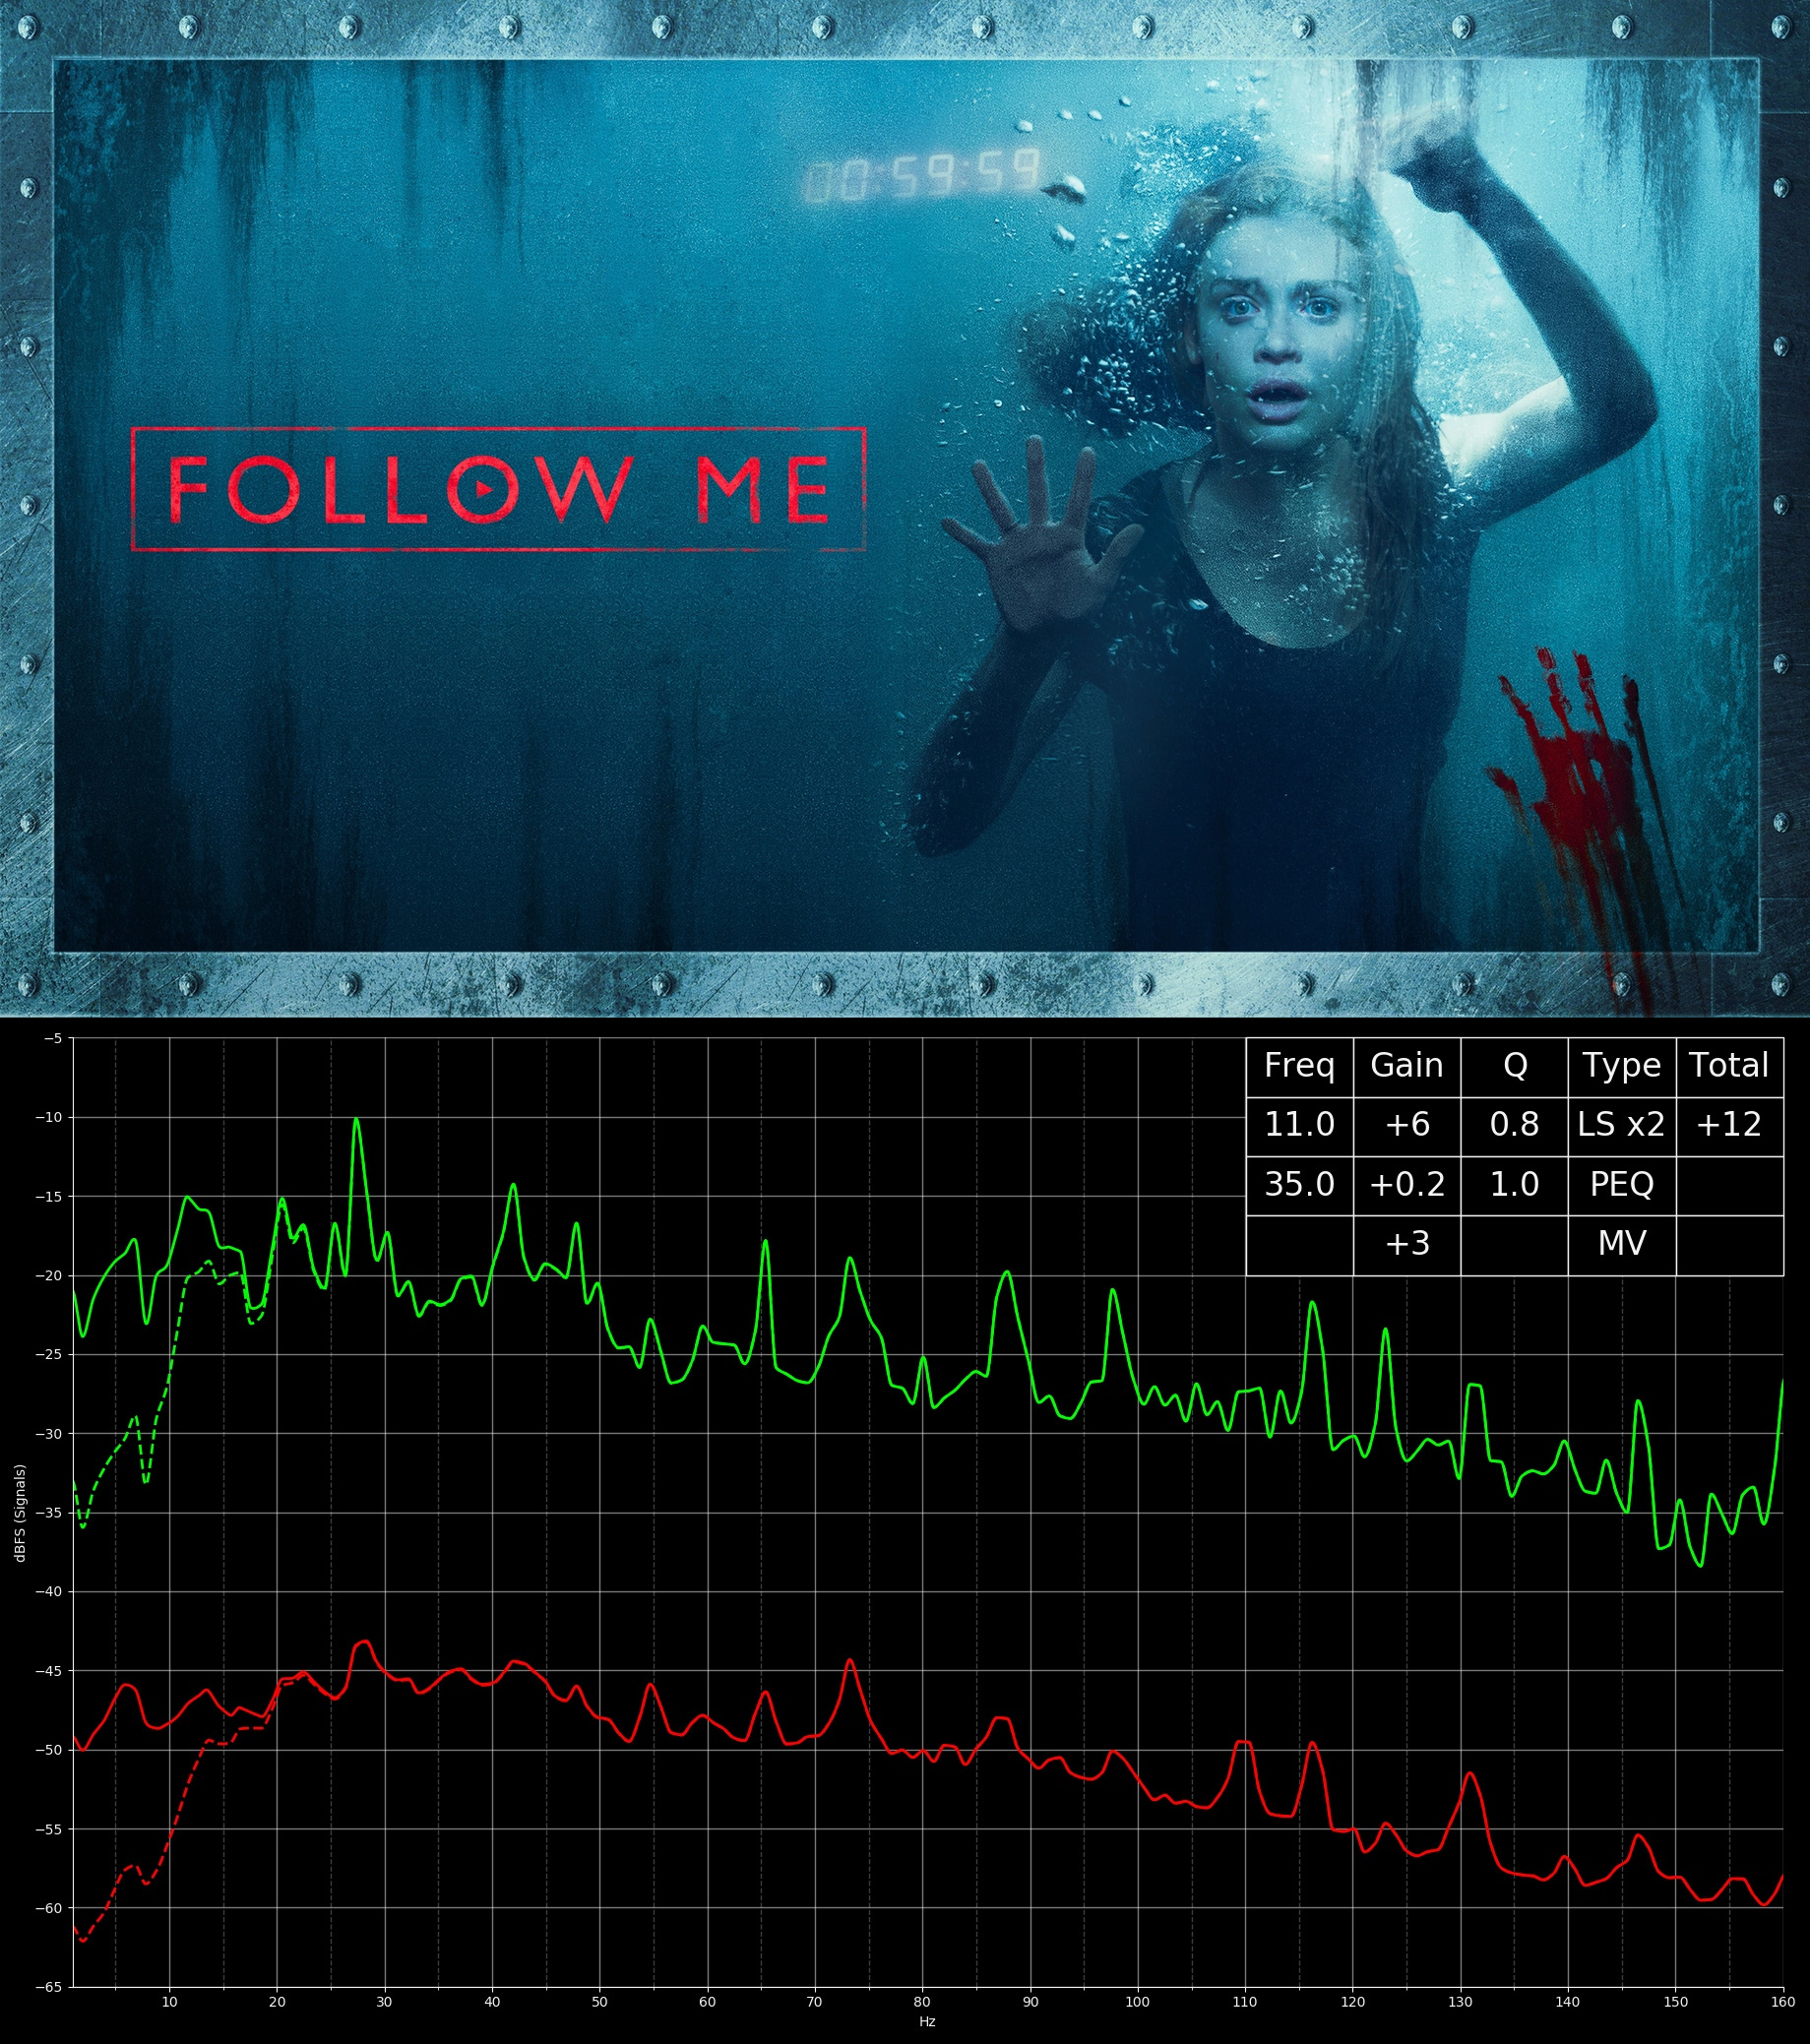 00:59:59
FOLLOW ME
Freq Gain Q Type Total
11.0 +6 0.8 LS x2 +12
35.0 +0.2 1.0 PEQ
+3 MV
−5
−10
−15
−20
−25
−30
−35
−40
−45
−50
−55
−60
−65
dBFS (Signals)
10 20 30 40 50 60 70 80 90 100 110 120 130 140 150 160
Hz